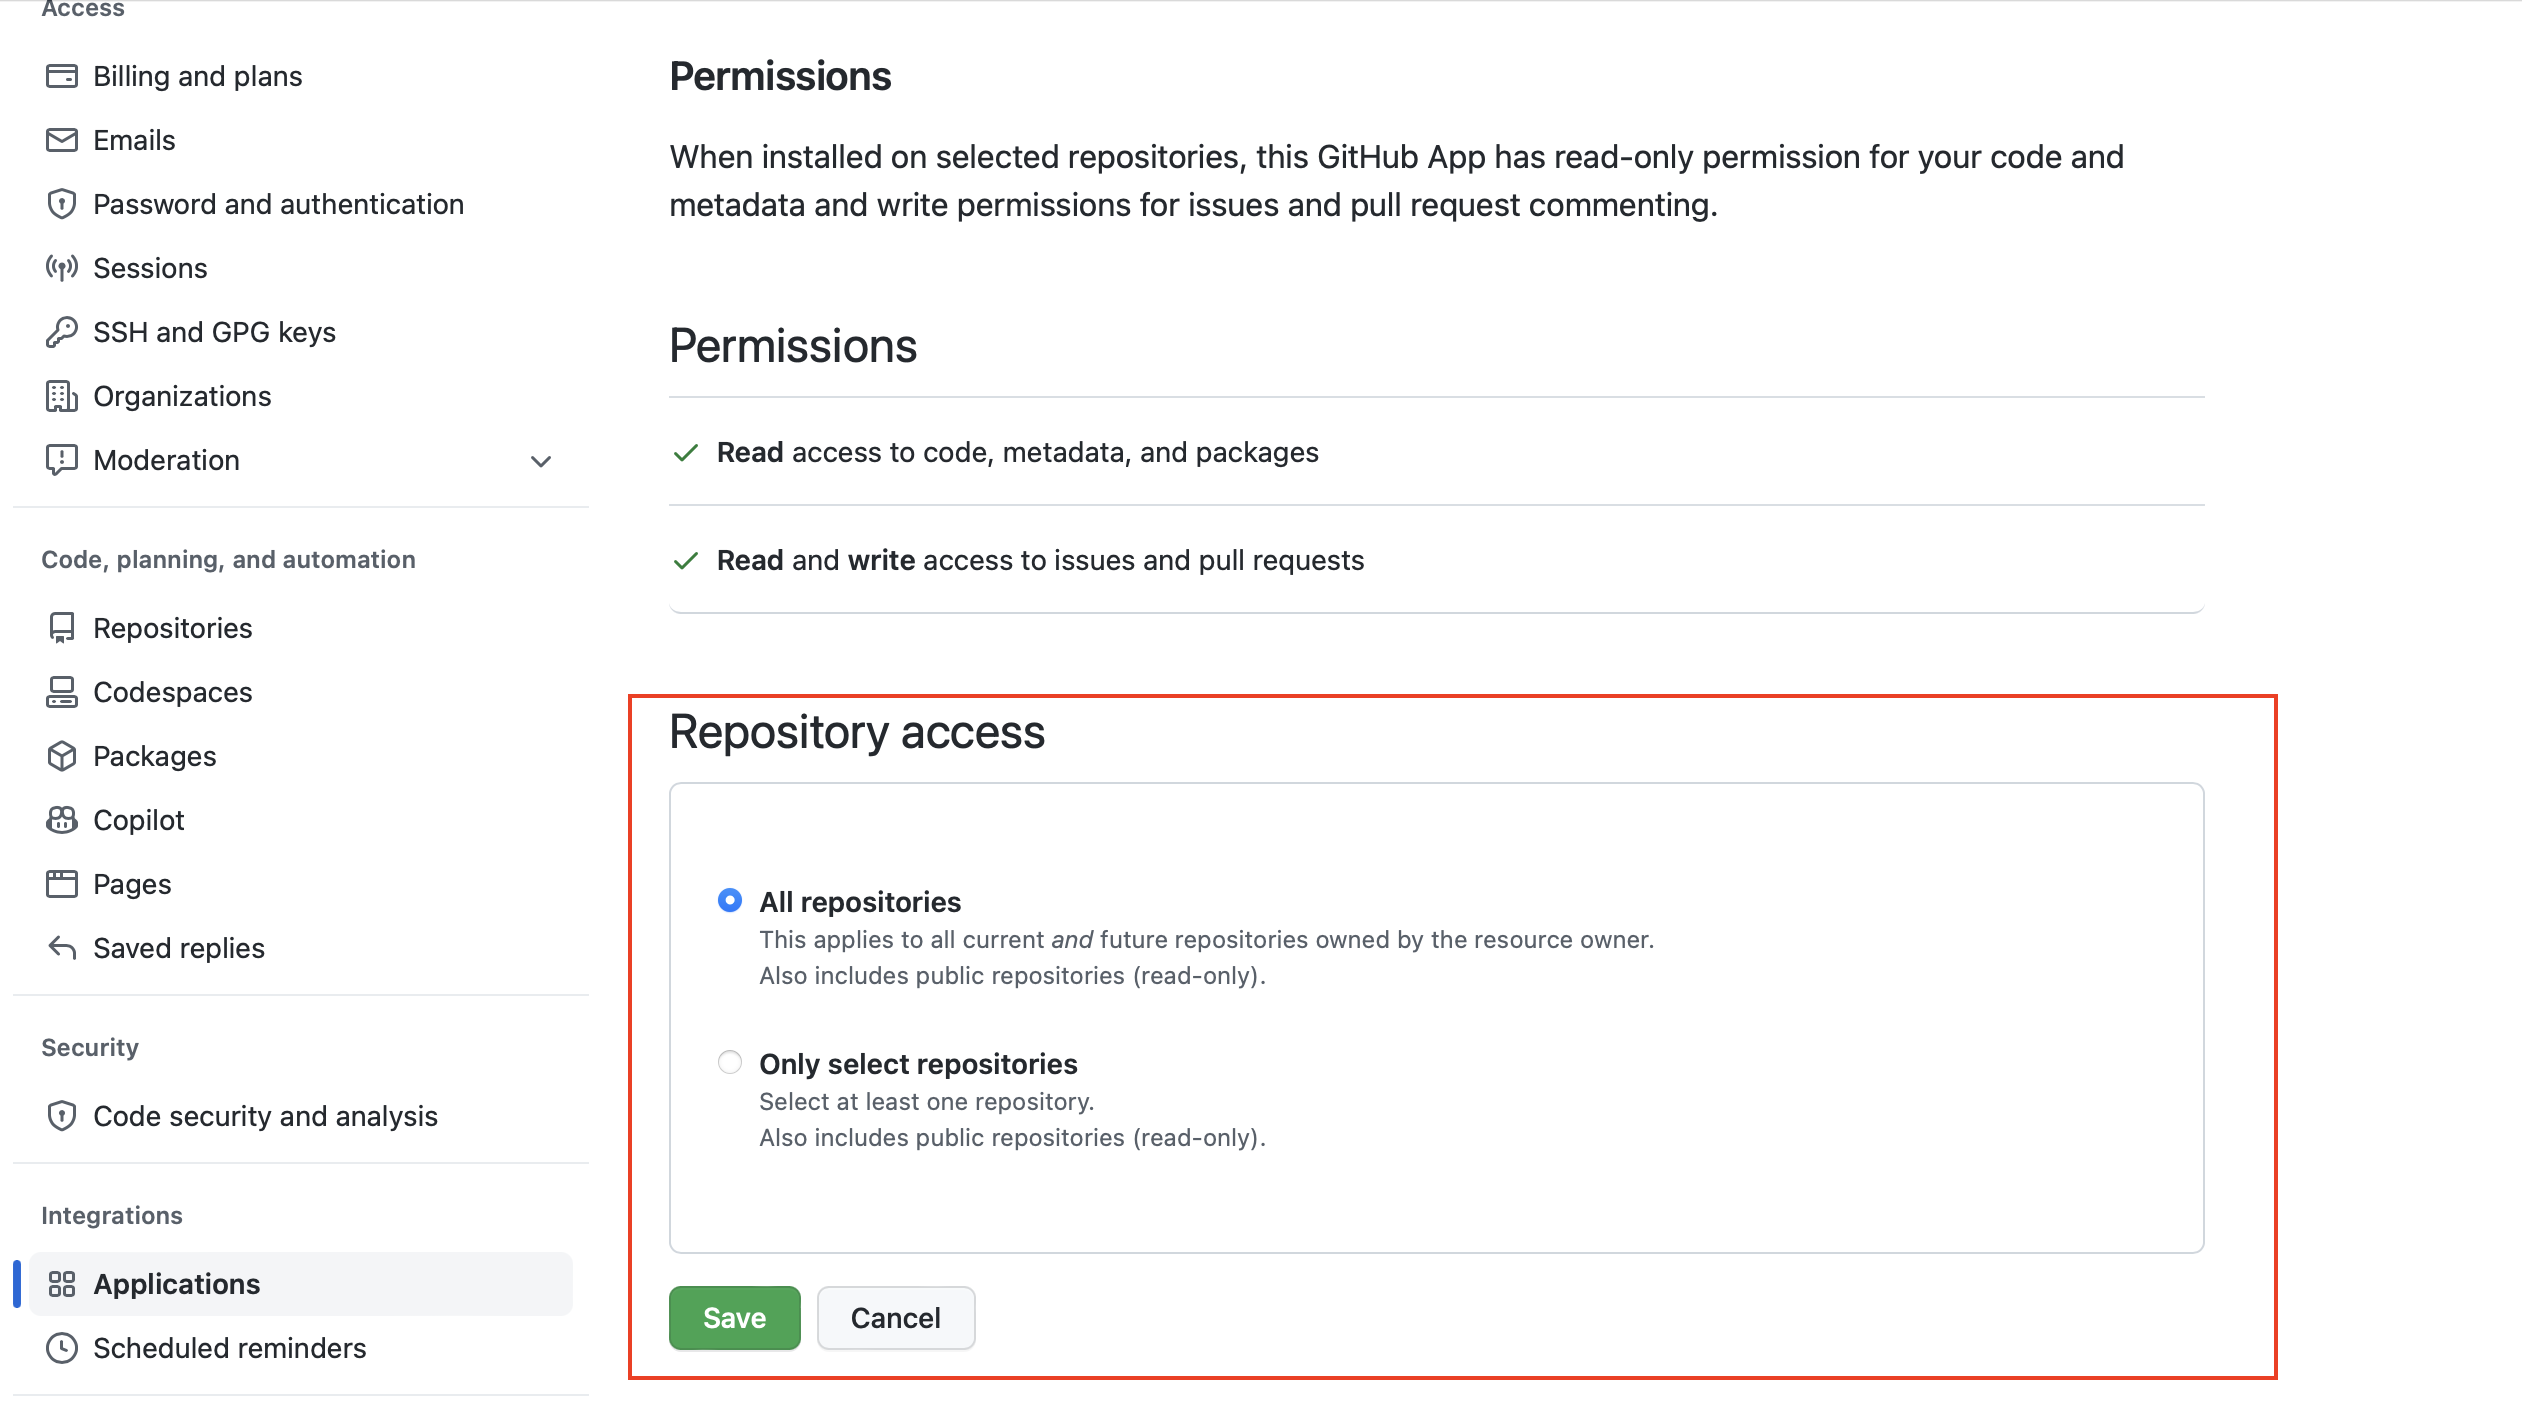 Access
Billing and plans
Emails
Password and authentication
Sessions
SSH and GPG keys
Organizations
Moderation
Code, planning, and automation
Repositories
Codespaces
Packages
Copilot
Pages
Saved replies
Security
Code security and analysis
Integrations
Applications
Scheduled reminders
Permissions
When installed on selected repositories, this GitHub App has read-only permission for your code and
metadata and write permissions for issues and pull request commenting.
Permissions
Read access to code, metadata, and packages
Read and write access to issues and pull requests
Repository access
All repositories
This applies to all current and future repositories owned by the resource owner.
Also includes public repositories (read-only).
Only select repositories
Select at least one repository.
Also includes public repositories (read-only).
Save Cancel